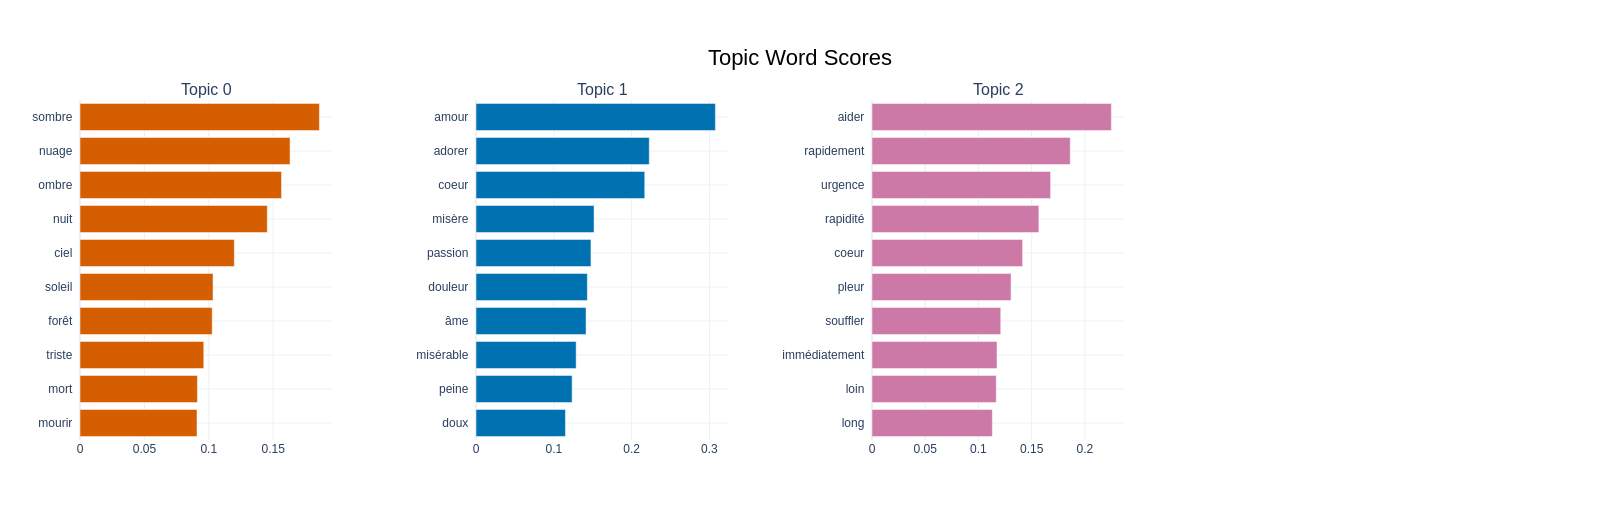 Topic Word Scores
Topic 0
sombre
nuage
ombre
nuit
ciel
soleil
forêt
triste
mort
mourir
0 0.05 0.1 0.15
Topic 1
amour
adorer
coeur
misère
passion
douleur
âme
misérable
peine
doux
0 0.1 0.2 0.3
Topic 2
aider
rapidement
urgence
rapidité
coeur
pleur
souffler
immédiatement
loin
long
0 0.05 0.1 0.15 0.2